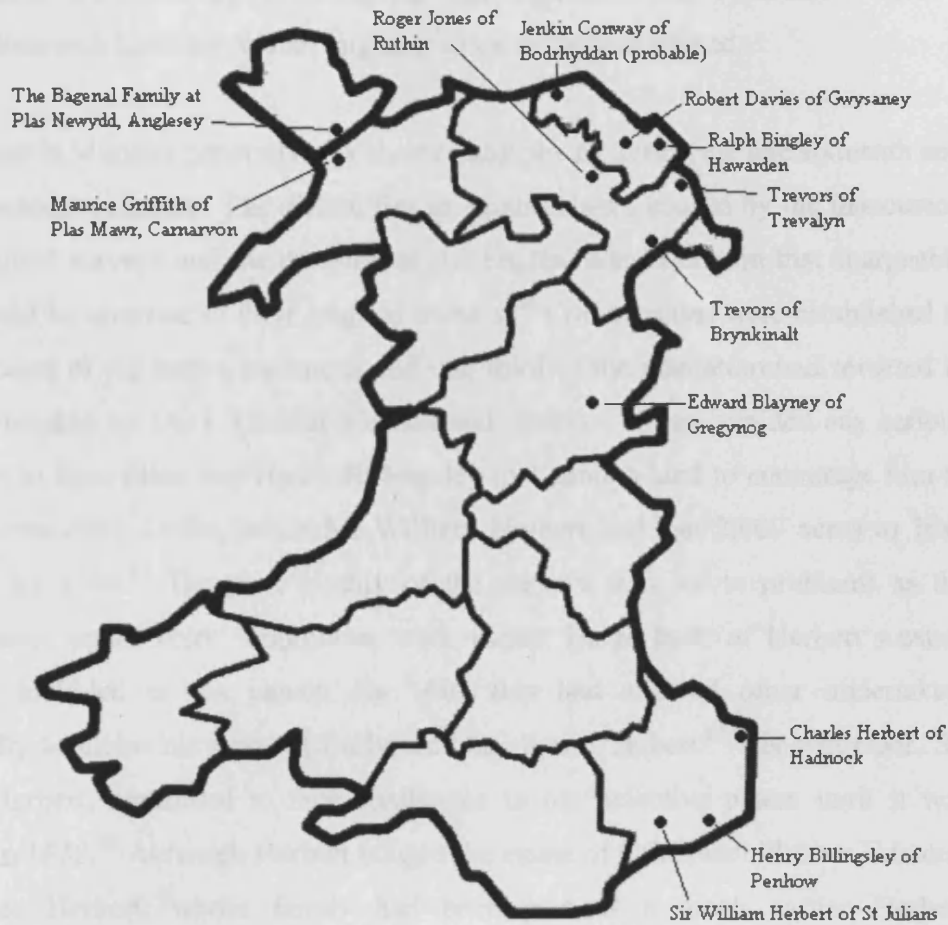 Roger Jones of
Ruthin
Jenkin Conway of
Bodrhyddan (probable)
The Bagenal Family at
Plas Newydd, Anglesey
Robert Davies of Gwysaney
Ralph Bingley of
Hawarden
Maurice Griffith of
Plas Mawr, Carnarvon
Trevors of
Trevalyn
Trevors of
Brynkinalt
Edward Blayney of
Gregynog
Charles Herbert of
Hadnock
Henry Billingsley of
Penhow
Sir William Herbert of St Julians